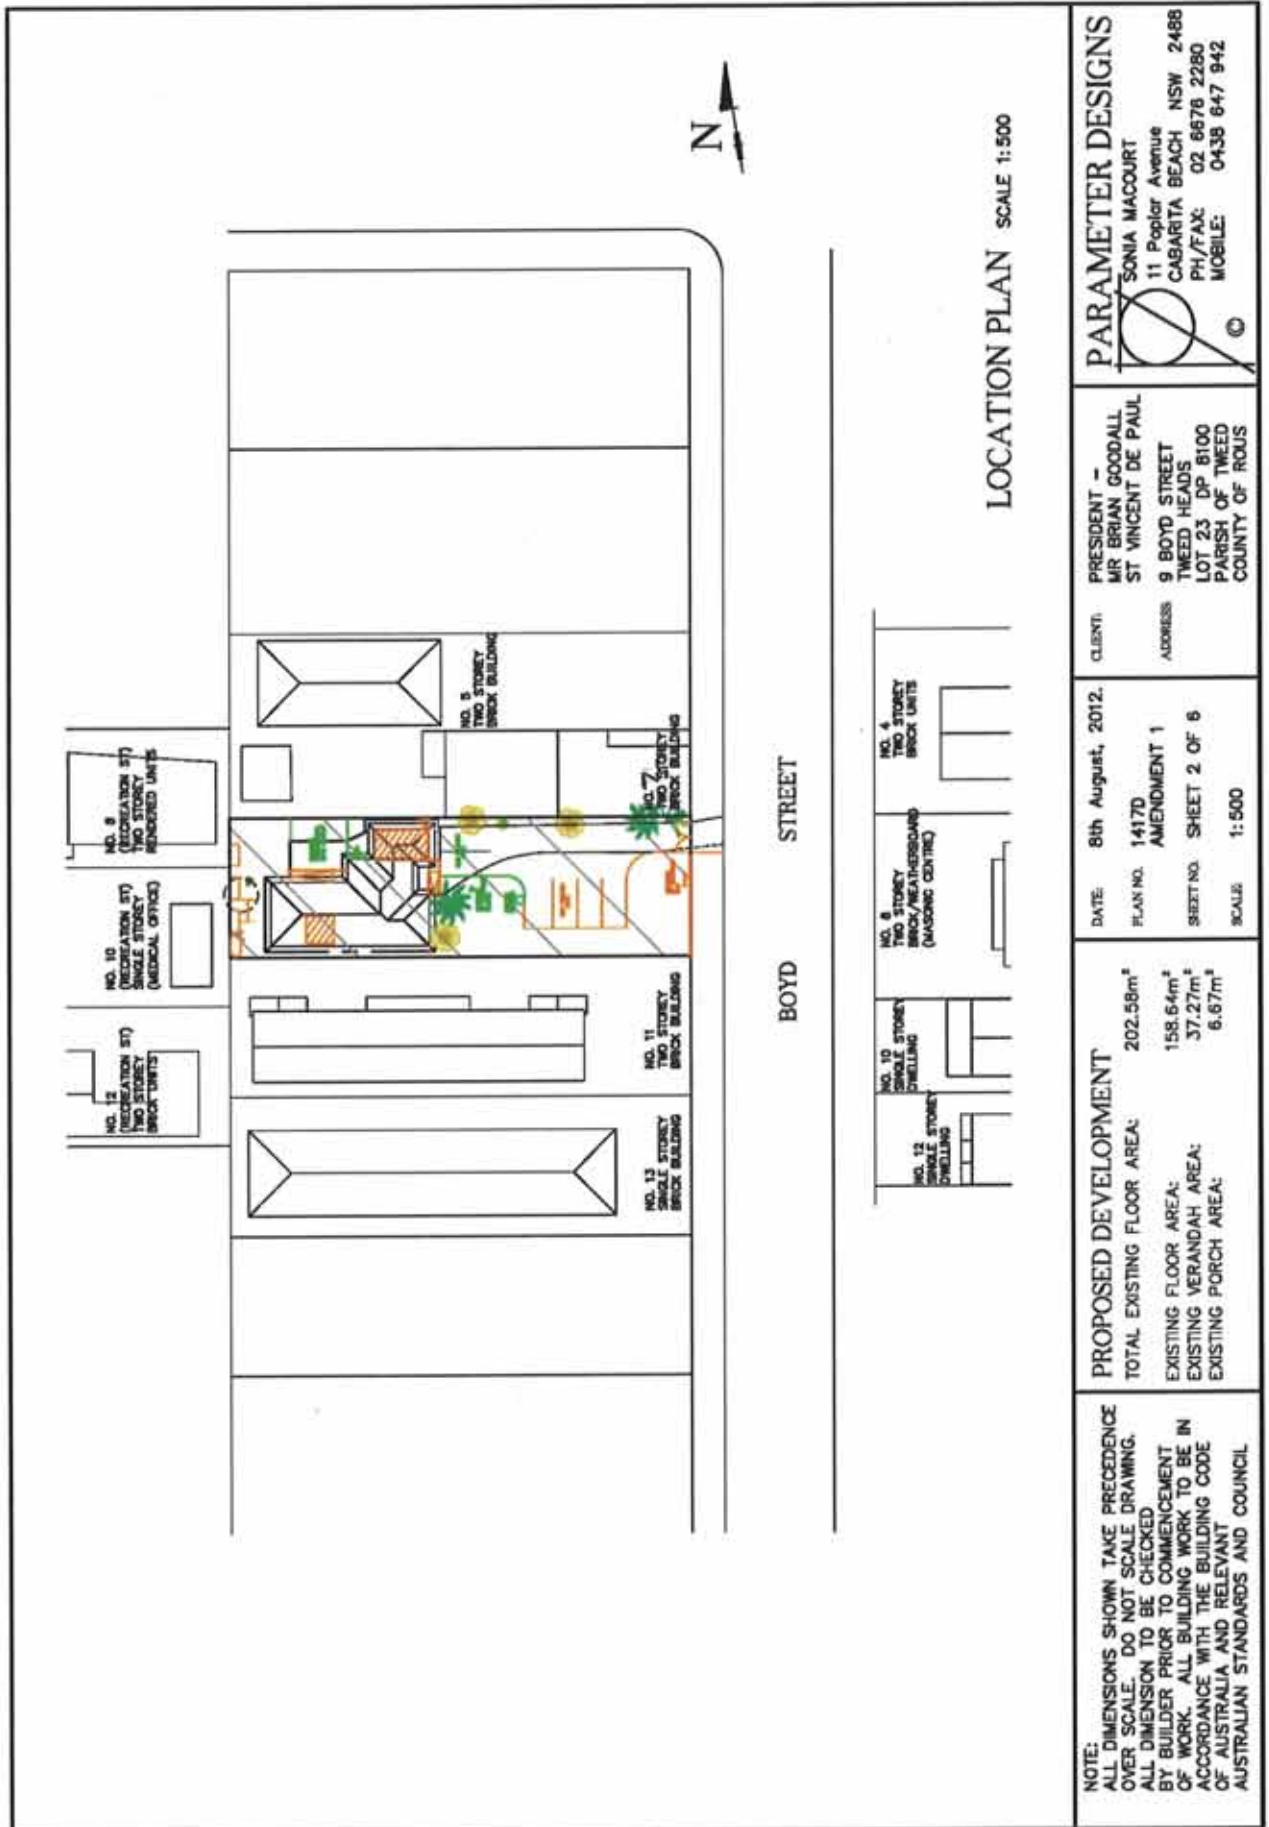 NO. 12
(RECREATION ST)
TWO STOREY
BRICK UNITS
NO. 10
(RECREATION ST)
SINGLE STOREY
(MEDICAL OFFICE)
NO. 8
(RECREATION ST)
TWO STOREY
RENDERED UNITS
NO. 13
SINGLE STOREY
BRICK BUILDING
NO. 11
TWO STOREY
BRICK BUILDING
NO. 7
TWO STOREY
BRICK BUILDING
NO. 5
TWO STOREY
BRICK BUILDING
N
BOYD STREET
NO. 12
SINGLE STOREY
DWELLING
NO. 10
SINGLE STOREY
DWELLING
NO. 8
TWO STOREY
BRICK/WEATHERBOARD
(MASONIC CENTRE)
NO. 4
TWO STOREY
BRICK UNITS
LOCATION PLAN SCALE 1:500
NOTE:
ALL DIMENSIONS SHOWN TAKE PRECEDENCE
OVER SCALE. DO NOT SCALE DRAWING.
ALL DIMENSION TO BE CHECKED
BY BUILDER PRIOR TO COMMENCEMENT
OF WORK. ALL BUILDING WORK TO BE IN
ACCORDANCE WITH THE BUILDING CODE
OF AUSTRALIA AND RELEVANT
AUSTRALIAN STANDARDS AND COUNCIL
PROPOSED DEVELOPMENT
TOTAL EXISTING FLOOR AREA: 202.58m²
EXISTING FLOOR AREA: 158.64m²
EXISTING VERANDAH AREA: 37.27m²
EXISTING PORCH AREA: 6.67m²
DATE: 8th August, 2012.
PLAN NO. 1417D
AMENDMENT 1
SHEET NO. SHEET 2 OF 6
SCALE: 1:500
CLIENT: PRESIDENT –
MR BRIAN GOODALL
ST VINCENT DE PAUL
ADDRESS: 9 BOYD STREET
TWEED HEADS
LOT 23 DP 8100
PARISH OF TWEED
COUNTY OF ROUS
PARAMETER DESIGNS
SONIA MACOURT
11 Poplar Avenue
CABARITA BEACH NSW 2488
PH/FAX: 02 6676 2280
MOBILE: 0438 647 942
©